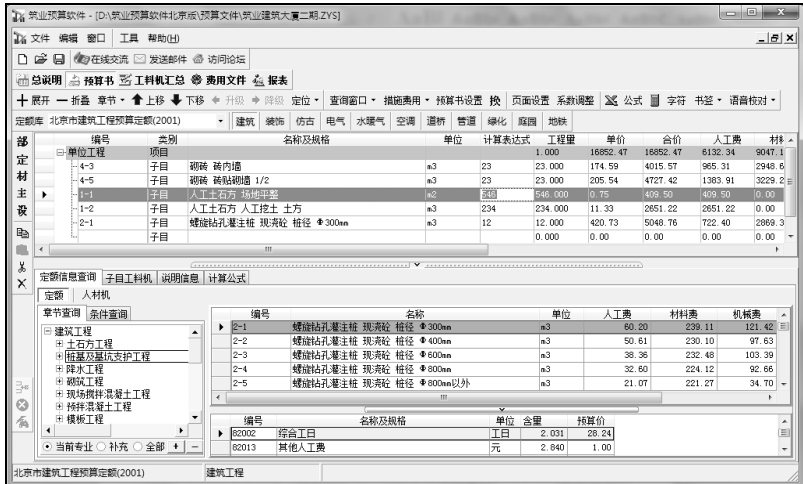 筑业预算软件 - [D:\筑业预算软件北京版\预算文件\筑业建筑大厦二期.ZYS]
文件 编辑 窗口 工具 帮助(H)
在线交流 发送邮件 访问论坛
总说明 预算书 工料机汇总 费用文件 报表
展开 折叠 章节 上移 下移 升级 降级 定位 查询窗口 措施费用 预算书设置 换 页面设置 系数调整 公式 字符 书签 语音校对
定额库 北京市建筑工程预算定额(2001) 建筑 装饰 仿古 电气 水暖气 空调 道桥 管道 绿化 庭园 地铁
部 定 材 主 设
编号 类别 名称及规格 单位 计算表达式 工程量 单价 合价 人工费 材料
单位工程 项目 1.000 16852.47 16852.47 6132.34 9047.1
4-3 子目 砌砖 砖内墙 m3 23 23.000 174.59 4015.57 965.31 2948.6
4-5 子目 砌砖 砖贴砌墙 1/2 m3 23 23.000 205.54 4727.42 1383.91 3229.2
1-1 子目 人工土石方 场地平整 m2 546 546.000 0.75 409.50 409.50 0.00
1-2 子目 人工土石方 人工挖土 土方 m3 234 234.000 11.33 2651.22 2651.22 0.00
2-1 子目 螺旋钻孔灌注桩 现浇砼 桩径 Φ300mm m3 12 12.000 420.73 5048.76 722.40 2869.3
子目 0.000 0.00 0.00 0.00 0.00
定额信息查询 子目工料机 说明信息 计算公式
定额 人材机
章节查询 条件查询
建筑工程
土石方工程
桩基及基坑支护工程
降水工程
砌筑工程
现场搅拌混凝土工程
预拌混凝土工程
模板工程
当前专业 补充 全部 + −
编号 名称 单位 人工费 材料费 机械费
2-1 螺旋钻孔灌注桩 现浇砼 桩径 Φ300mm m3 60.20 239.11 121.42
2-2 螺旋钻孔灌注桩 现浇砼 桩径 Φ400mm m3 50.61 230.10 97.63
2-3 螺旋钻孔灌注桩 现浇砼 桩径 Φ600mm m3 38.36 232.48 103.39
2-4 螺旋钻孔灌注桩 现浇砼 桩径 Φ800mm m3 32.60 224.12 92.66
2-5 螺旋钻孔灌注桩 现浇砼 桩径 Φ800mm以外 m3 21.07 221.27 34.70
编号 名称及规格 单位 含量 预算价
82002 综合工日 工日 2.031 28.24
82013 其他人工费 元 2.840 1.00
北京市建筑工程预算定额(2001) 建筑工程